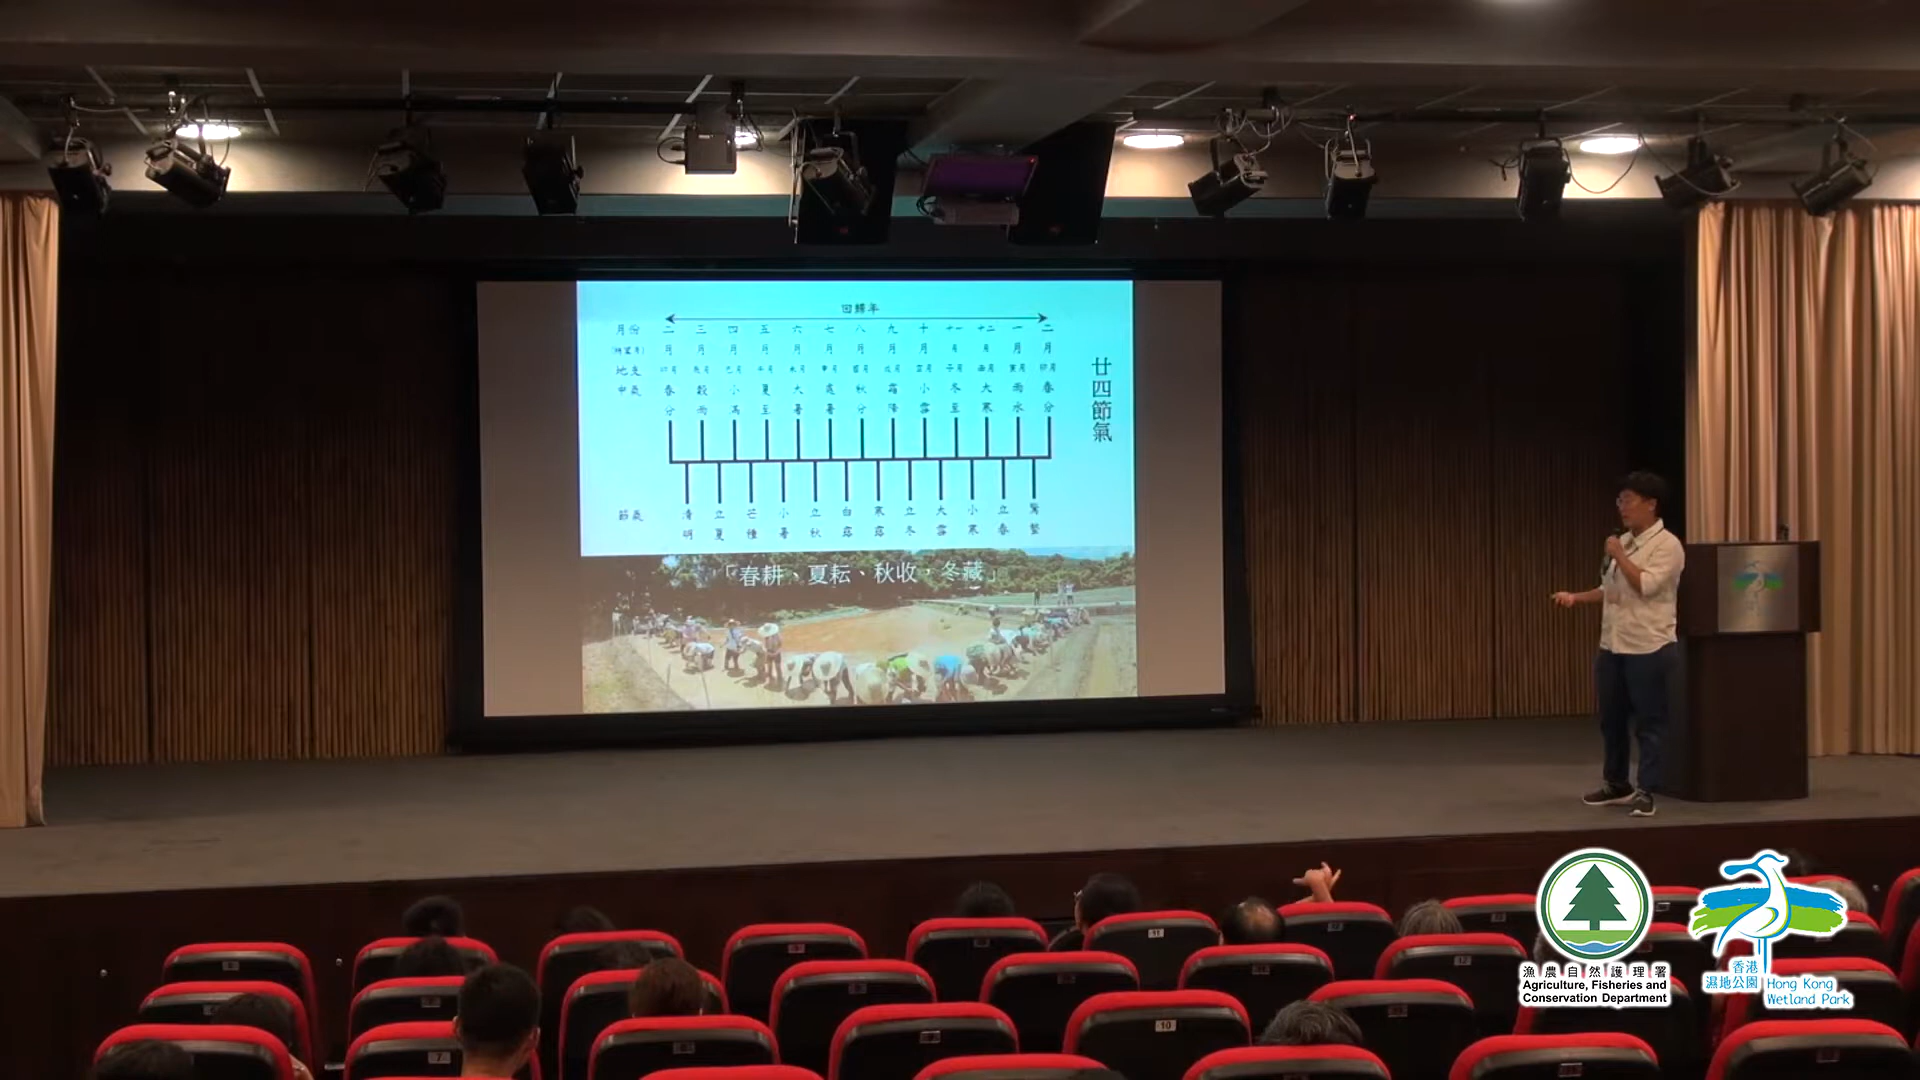 回歸年
月份 二 三 四 五 六 七 八 九 十 十一 十二 一 二
月 月 月 月 月 月 月 月 月 月 月 月 月
地支
中氣 春分 穀雨 小滿 夏至 大暑 處暑 秋分 霜降 小雪 冬至 大寒 雨水 春分
廿四節氣
節氣 清明 立夏 芒種 小暑 立秋 白露 寒露 立冬 大雪 小寒 立春 驚蟄
「春耕、夏耘、秋收，冬藏」
漁農自然護理署
Agriculture, Fisheries and
Conservation Department
香港
濕地公園
Hong Kong
Wetland Park
7
10
11
12